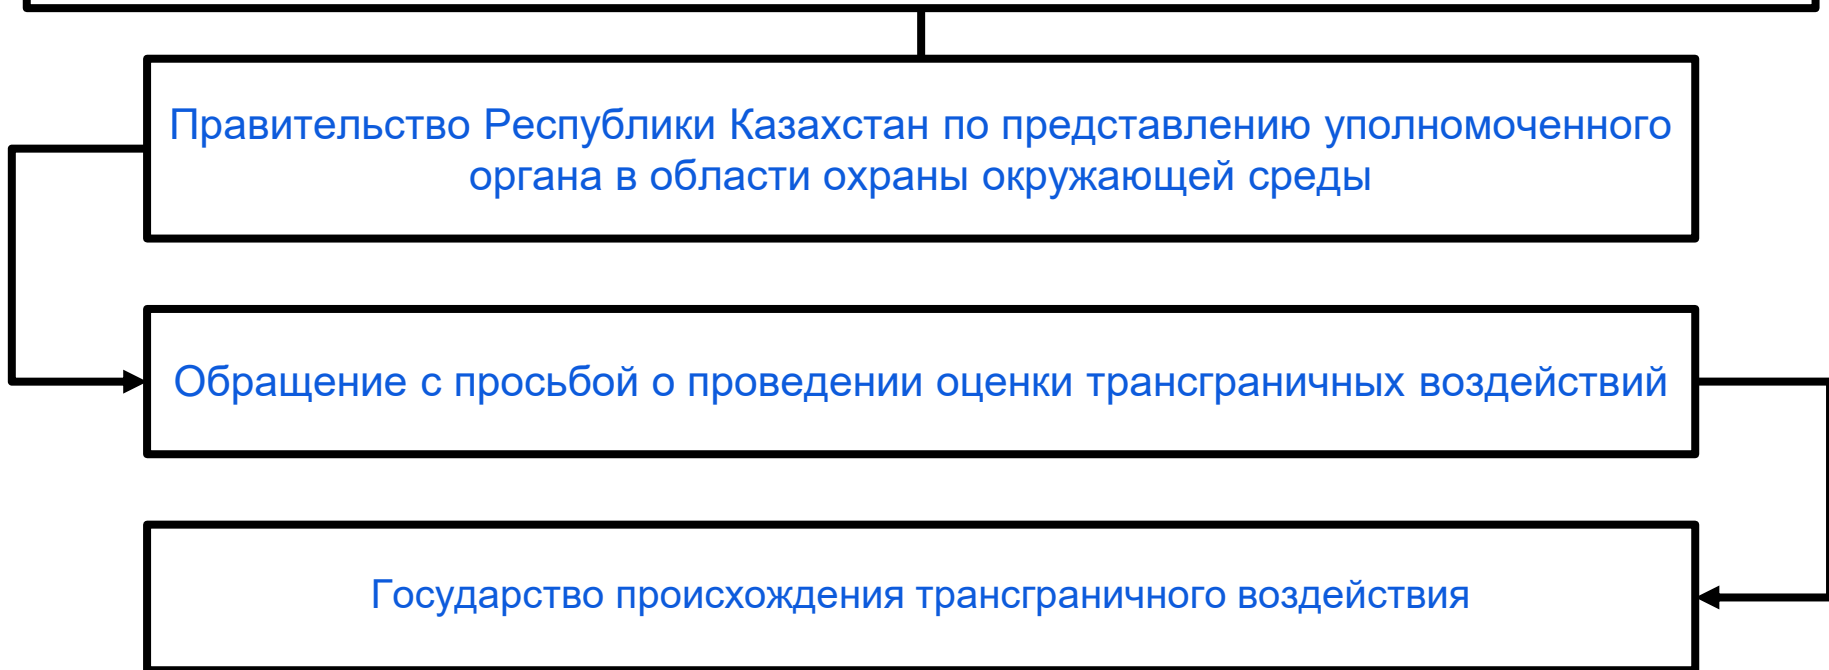 Правительство Республики Казахстан по представлению уполномоченного
органа в области охраны окружающей среды
Обращение с просьбой о проведении оценки трансграничных воздействий
Государство происхождения трансграничного воздействия